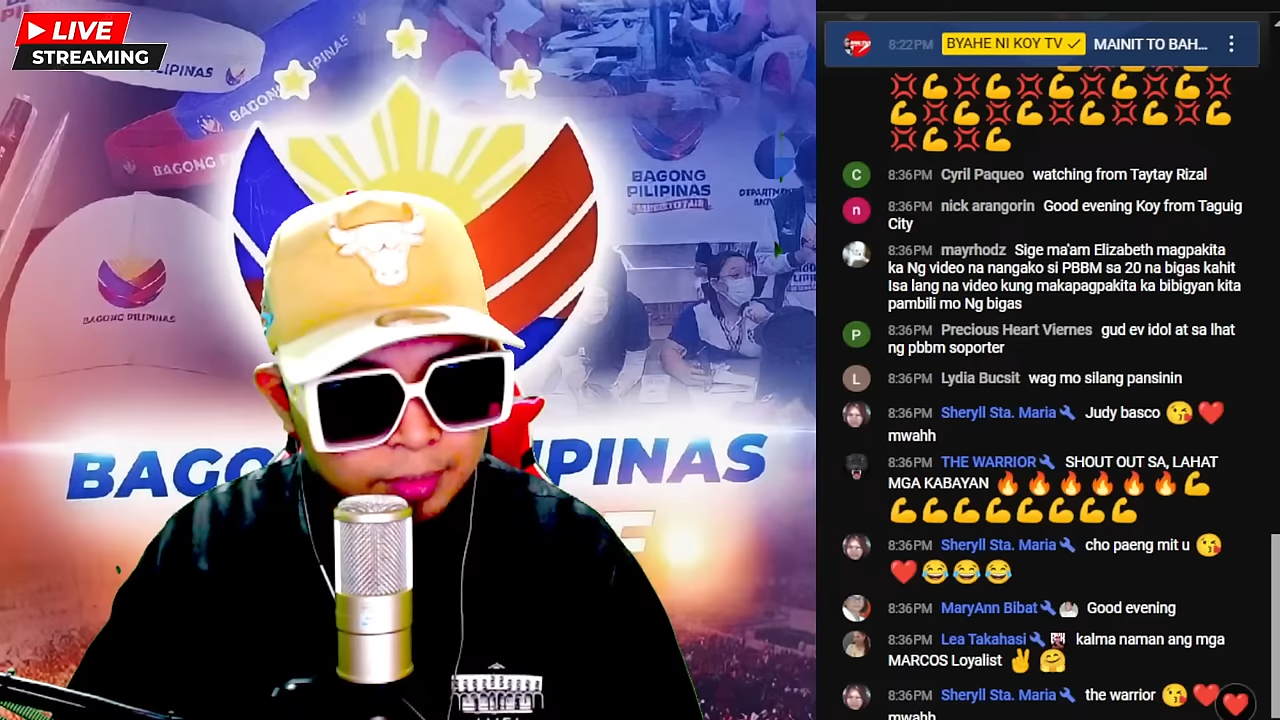 LIVE
STREAMING
BAGONG PILIPINAS
BAGONG
PILIPINAS
8:22PM BYAHE NI KOY TV MAINIT TO BAH...
8:36PM Cyril Paqueo watching from Taytay Rizal
8:36PM nick arangorin Good evening Koy from Taguig
City
8:36PM mayrhodz Sige ma'am Elizabeth magpakita
ka Ng video na nangako si PBBM sa 20 na bigas kahit
Isa lang na video kung makapagpakita ka bibigyan kita
pambili mo Ng bigas
8:36PM Precious Heart Viernes gud ev idol at sa lhat
ng pbbm soporter
8:36PM Lydia Bucsit wag mo silang pansinin
8:36PM Sheryll Sta. Maria Judy basco 😘 ❤️
mwahh
8:36PM THE WARRIOR SHOUT OUT SA, LAHAT
MGA KABAYAN 🔥🔥🔥🔥🔥🔥💪
💪💪💪💪💪💪💪💪
8:36PM Sheryll Sta. Maria cho paeng mit u 😘
❤️😂😂😂
8:36PM MaryAnn Bibat Good evening
8:36PM Lea Takahasi kalma naman ang mga
MARCOS Loyalist ✌️ 🤗
8:36PM Sheryll Sta. Maria the warrior 😘 ❤️
mwahh